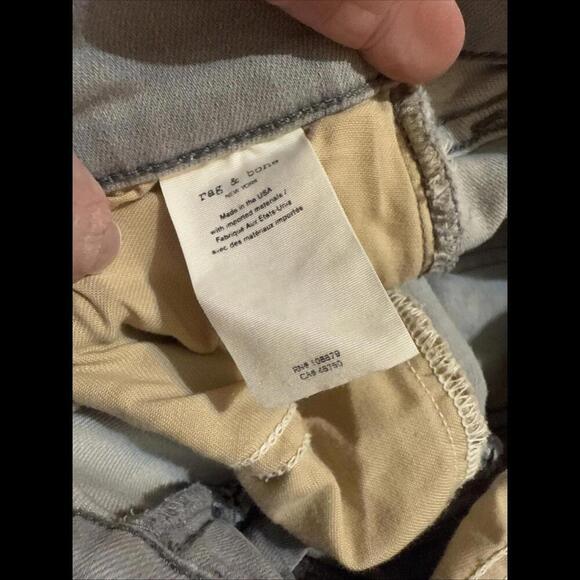 rag & bone
NEW YORK
Made in the USA
with imported materials /
Fabriqué Aux États-Unis
avec des matériaux importés
RN# 108879
CA# 48750